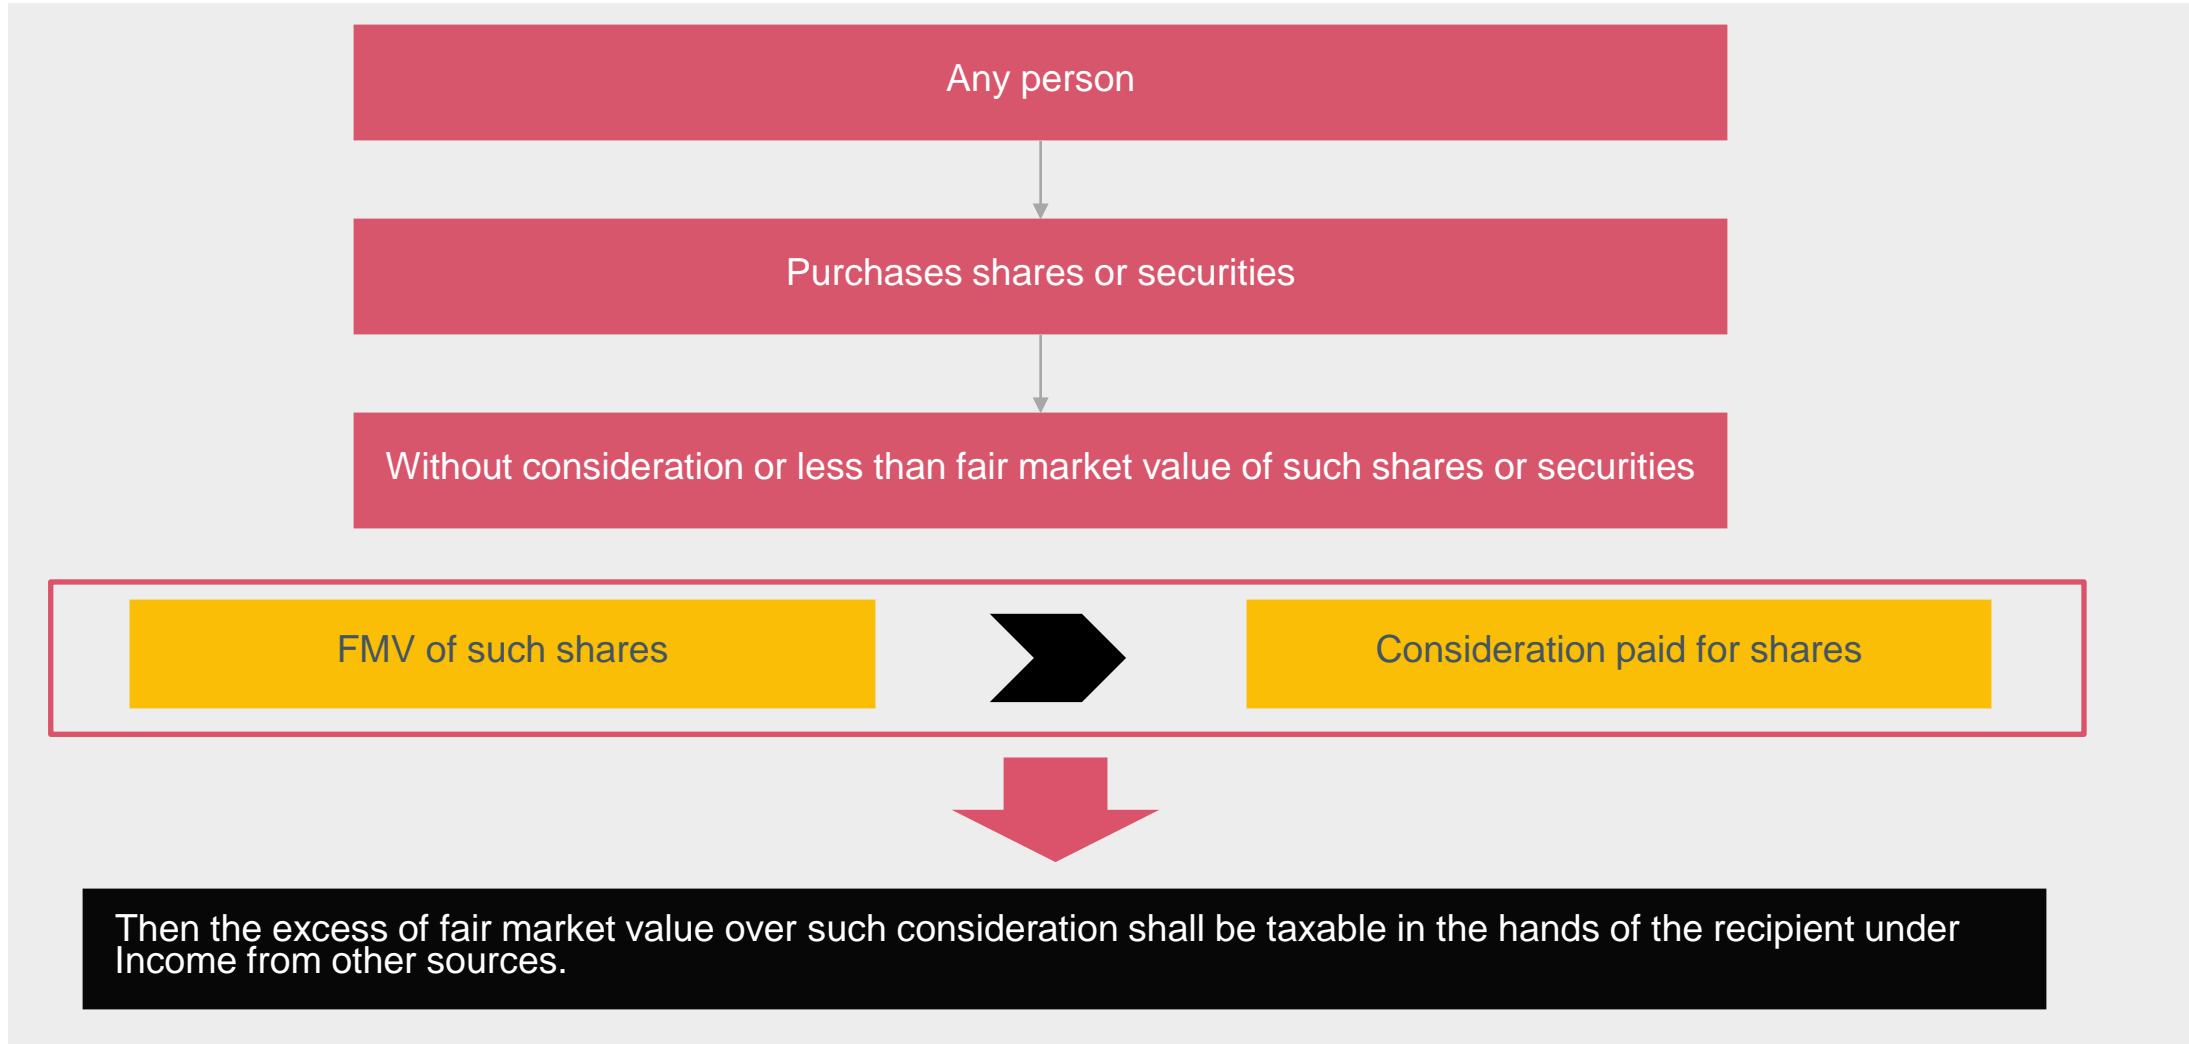 Any person
Purchases shares or securities
Without consideration or less than fair market value of such shares or securities
FMV of such shares
Consideration paid for shares
Then the excess of fair market value over such consideration shall be taxable in the hands of the recipient under
Income from other sources.